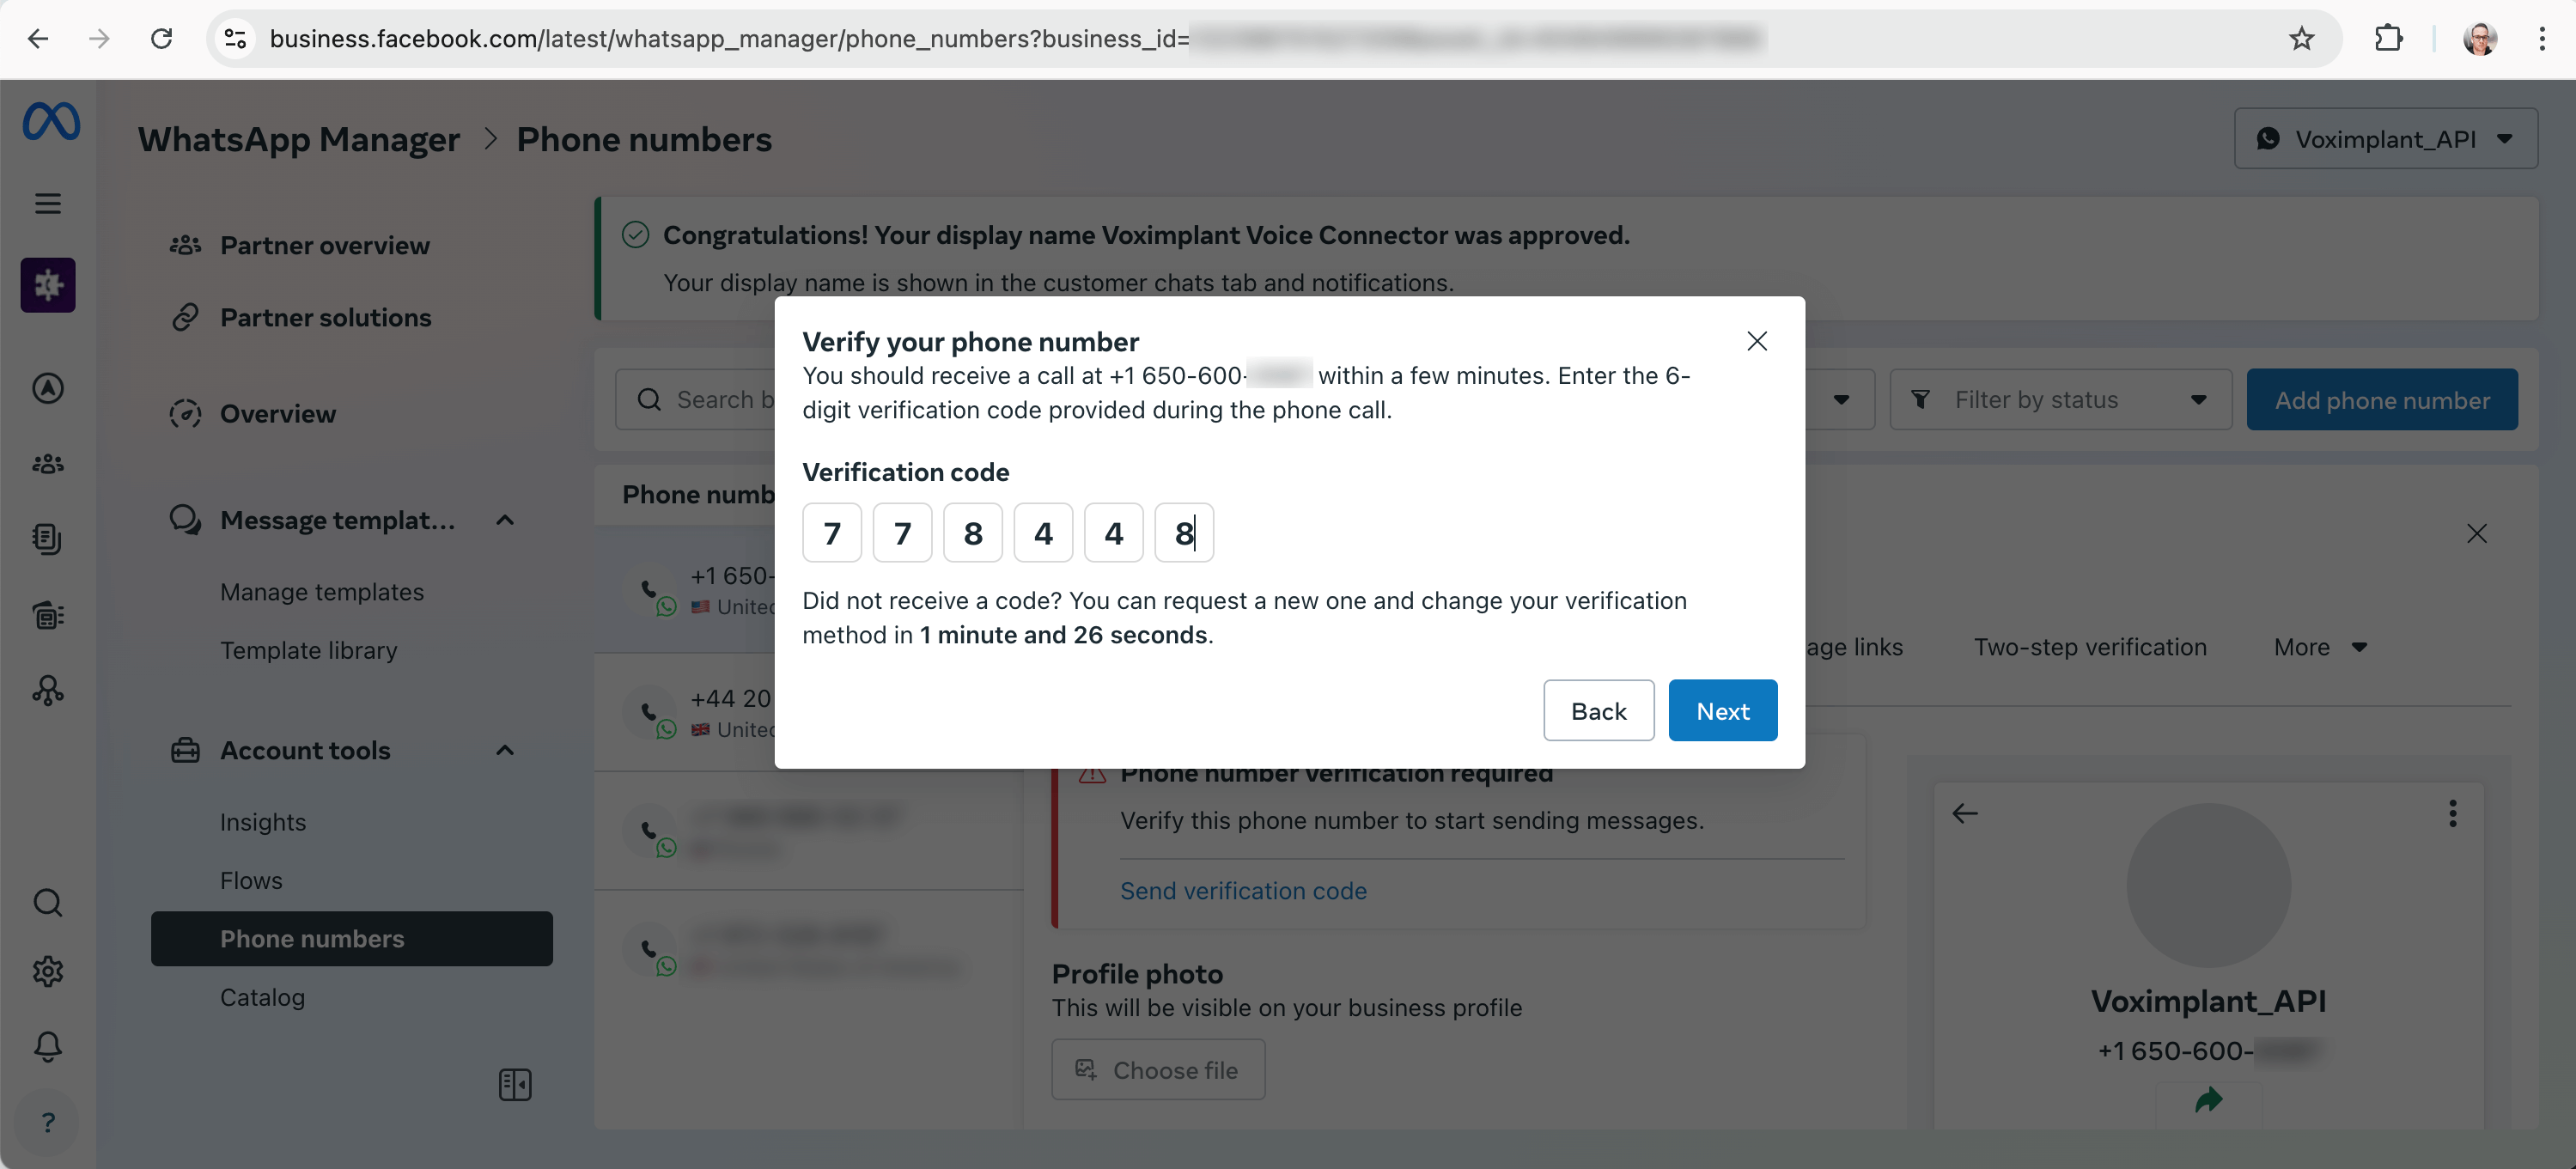 business.facebook.com/latest/whatsapp_manager/phone_numbers?business_id=
WhatsApp Manager > Phone numbers
Voximplant_API
Partner overview
Partner solutions
Overview
Message templat...
Manage templates
Template library
Account tools
Insights
Flows
Phone numbers
Catalog
?
Congratulations! Your display name Voximplant Voice Connector was approved.
Your display name is shown in the customer chats tab and notifications.
Search b
Filter by status
Add phone number
Phone numb
+1 650-
Unitec
+44 20
Unitec
Verify your phone number
You should receive a call at +1 650-600- within a few minutes. Enter the 6-
digit verification code provided during the phone call.
Verification code
7 7 8 4 4 8
Did not receive a code? You can request a new one and change your verification
method in 1 minute and 26 seconds.
Back Next
age links Two-step verification More
Phone number verification required
Verify this phone number to start sending messages.
Send verification code
Profile photo
This will be visible on your business profile
Choose file
Voximplant_API
+1 650-600-